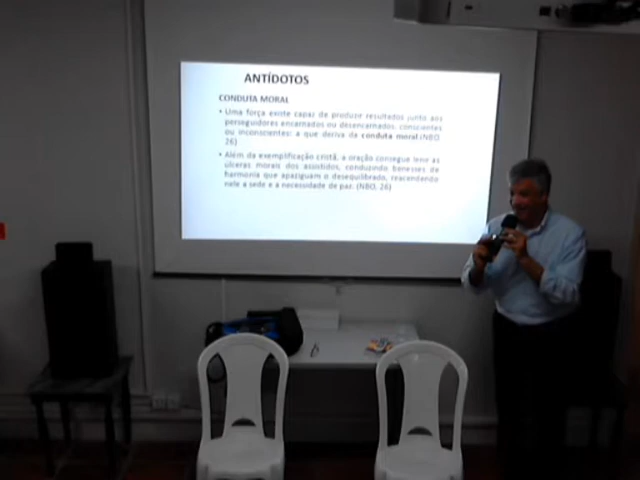 ANTÍDOTOS
CONDUTA MORAL
• Uma força existe capaz de produzir resultados junto aos
perseguidores encarnados ou desencarnados, conscientes
ou inconscientes: a que deriva da conduta moral.(NBO
26)
• Além da exemplificação cristã, a oração consegue lenir as
úlceras morais dos assistidos, conduzindo benesses de
harmonia que apaziguam o desequilibrado, reacendendo
nele a sede e a necessidade de paz. (NBO, 26)